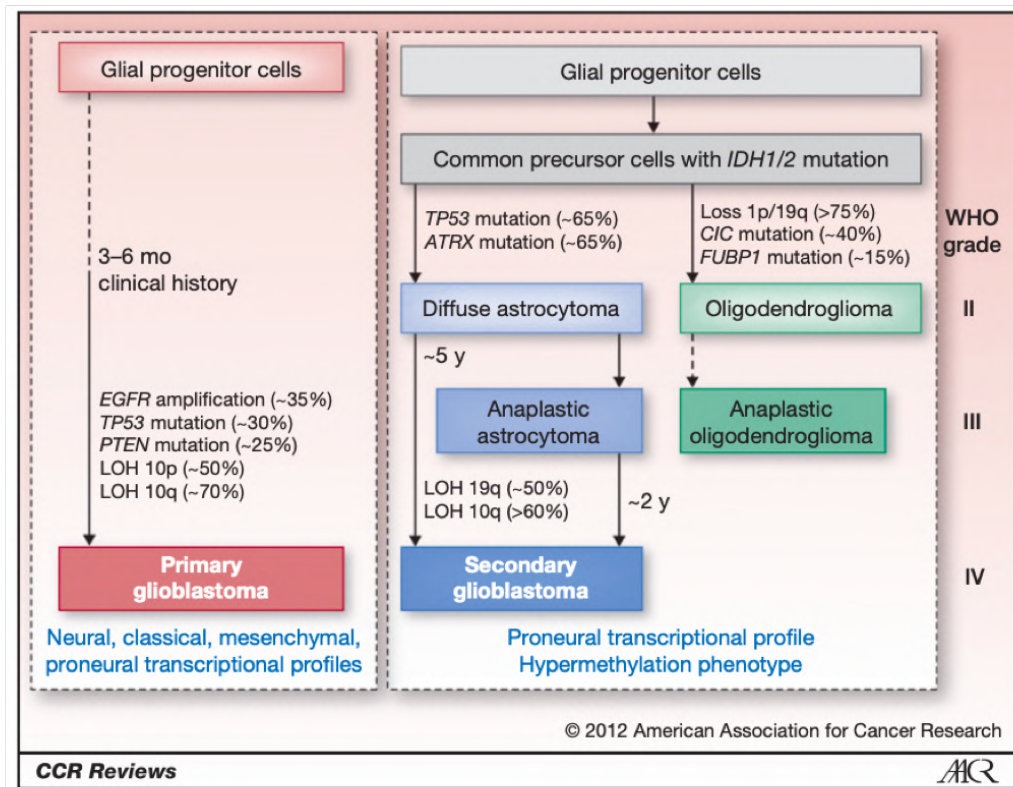 Glial progenitor cells
3–6 mo
clinical history
EGFR amplification (~35%)
TP53 mutation (~30%)
PTEN mutation (~25%)
LOH 10p (~50%)
LOH 10q (~70%)
Primary
glioblastoma
Neural, classical, mesenchymal,
proneural transcriptional profiles
Glial progenitor cells
Common precursor cells with IDH1/2 mutation
TP53 mutation (~65%)
ATRX mutation (~65%)
Loss 1p/19q (>75%)
CIC mutation (~40%)
FUBP1 mutation (~15%)
WHO
grade
Diffuse astrocytoma
Oligodendroglioma
II
~5 y
Anaplastic
astrocytoma
Anaplastic
oligodendroglioma
III
LOH 19q (~50%)
LOH 10q (>60%)
~2 y
Secondary
glioblastoma
IV
Proneural transcriptional profile
Hypermethylation phenotype
© 2012 American Association for Cancer Research
CCR Reviews
AACR